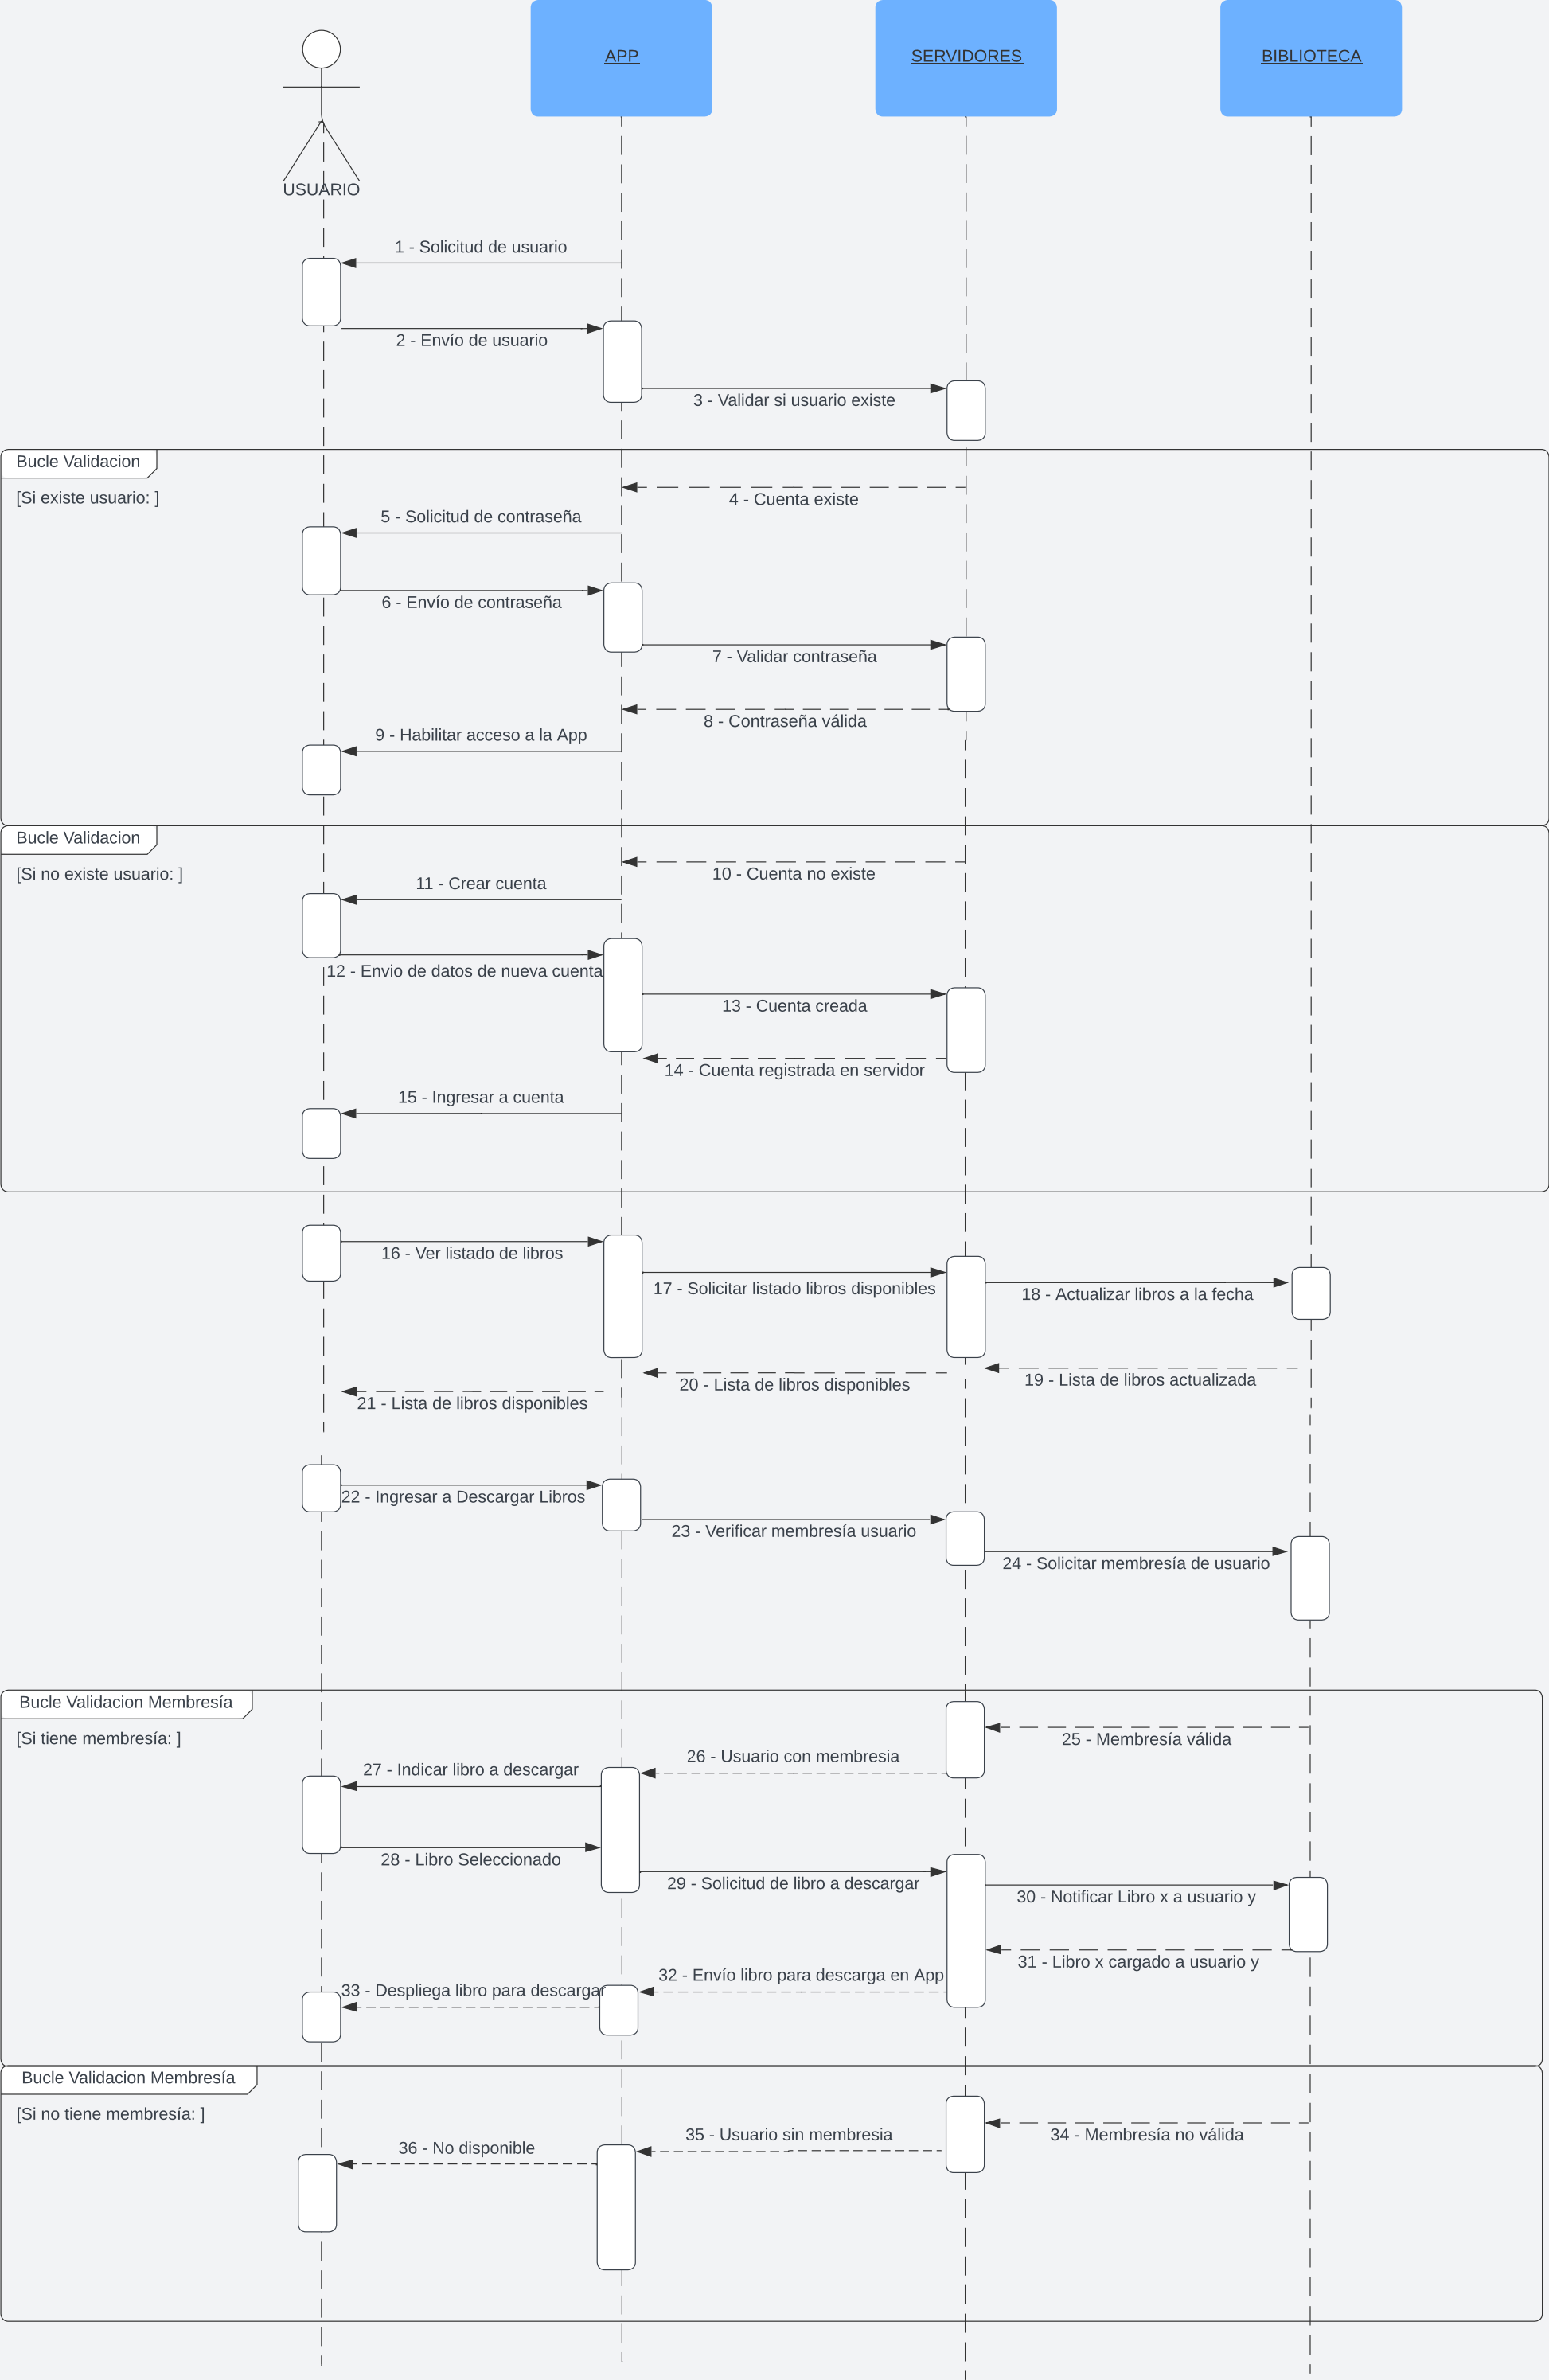 APP
SERVIDORES
BIBLIOTECA
USUARIO
1 - Solicitud de usuario
2 - Envío de usuario
3 - Validar si usuario existe
Bucle Validacion
[Si existe usuario: ]
4 - Cuenta existe
5 - Solicitud de contraseña
6 - Envío de contraseña
7 - Validar contraseña
8 - Contraseña válida
9 - Habilitar acceso a la App
Bucle Validacion
[Si no existe usuario: ]
10 - Cuenta no existe
11 - Crear cuenta
12 - Envio de datos de nueva cuenta
13 - Cuenta creada
14 - Cuenta registrada en servidor
15 - Ingresar a cuenta
16 - Ver listado de libros
17 - Solicitar listado libros disponibles
18 - Actualizar libros a la fecha
19 - Lista de libros actualizada
20 - Lista de libros disponibles
21 - Lista de libros disponibles
22 - Ingresar a Descargar Libros
23 - Verificar membresía usuario
24 - Solicitar membresía de usuario
Bucle Validacion Membresía
[Si tiene membresía: ]
25 - Membresía válida
26 - Usuario con membresia
27 - Indicar libro a descargar
28 - Libro Seleccionado
29 - Solicitud de libro a descargar
30 - Notificar Libro x a usuario y
31 - Libro x cargado a usuario y
32 - Envío libro para descarga en App
33 - Despliega libro para descargar
Bucle Validacion Membresía
[Si no tiene membresía: ]
34 - Membresía no válida
35 - Usuario sin membresia
36 - No disponible